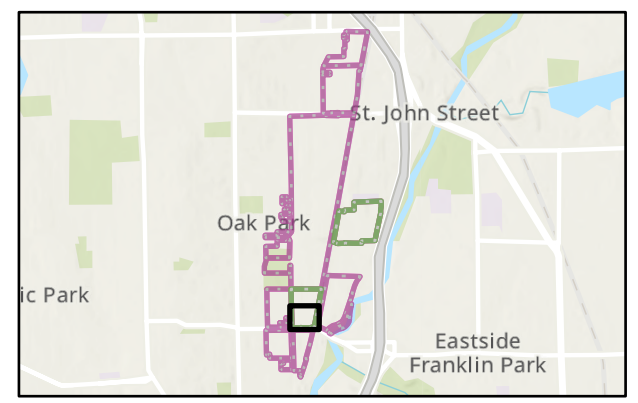 St. John Street
Oak Park
ic Park
Eastside
Franklin Park